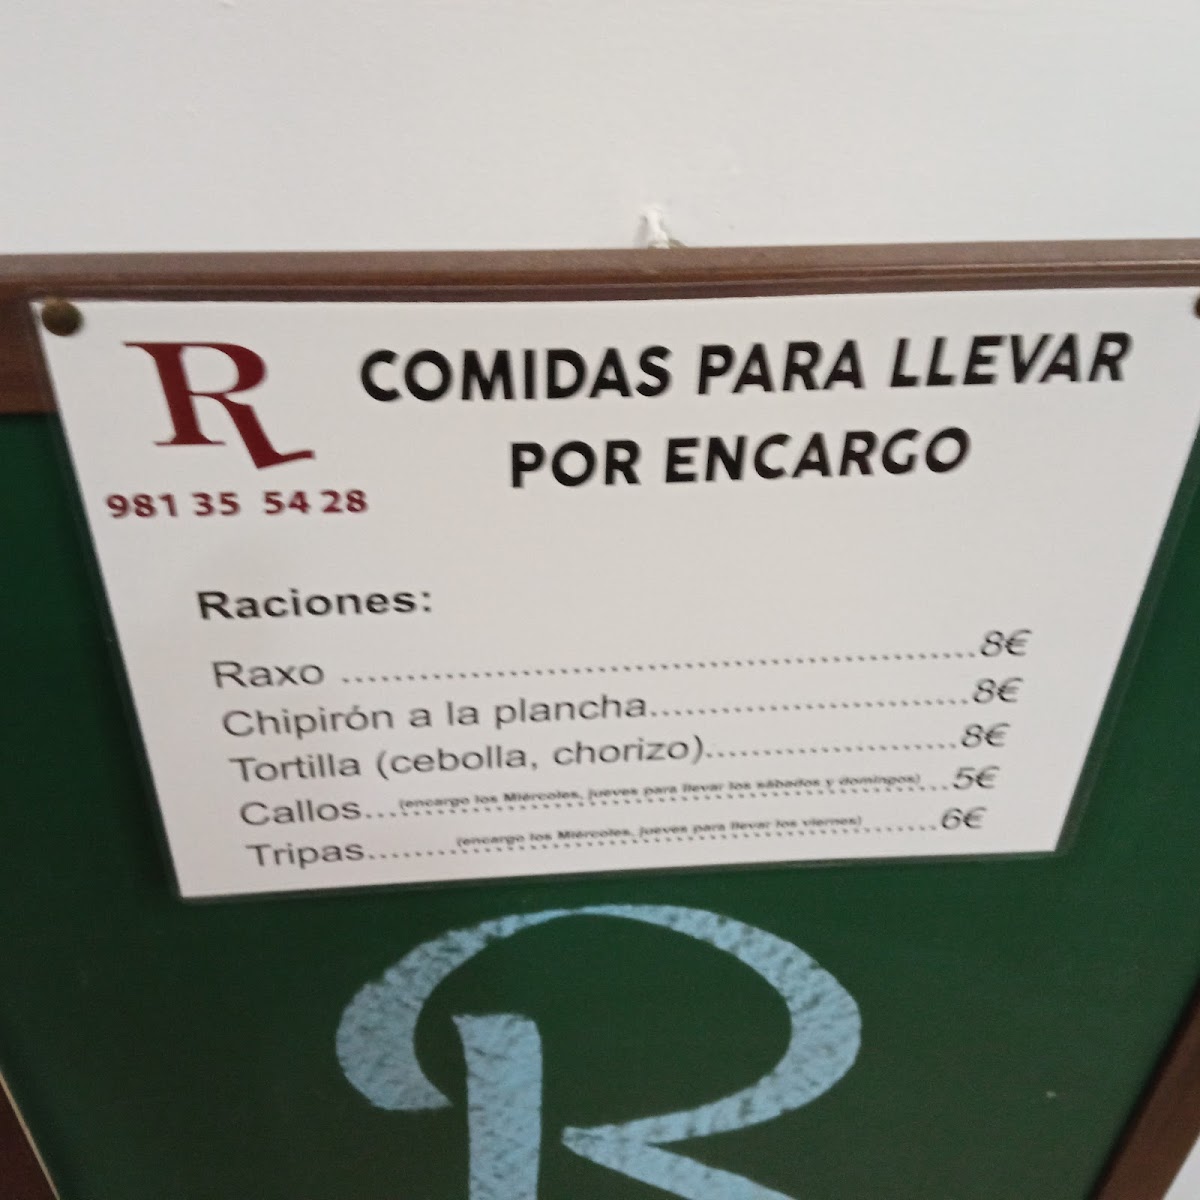 RL
COMIDAS PARA LLEVAR
POR ENCARGO
981 35 54 28
Raciones:
Raxo ................................................8€
Chipirón a la plancha..........................8€
Tortilla (cebolla, chorizo)....................8€
Callos...(encargo los Miércoles, jueves para llevar los sábados y domingos)...5€
Tripas........(encargo los Miércoles, jueves para llevar los viernes).......6€
R